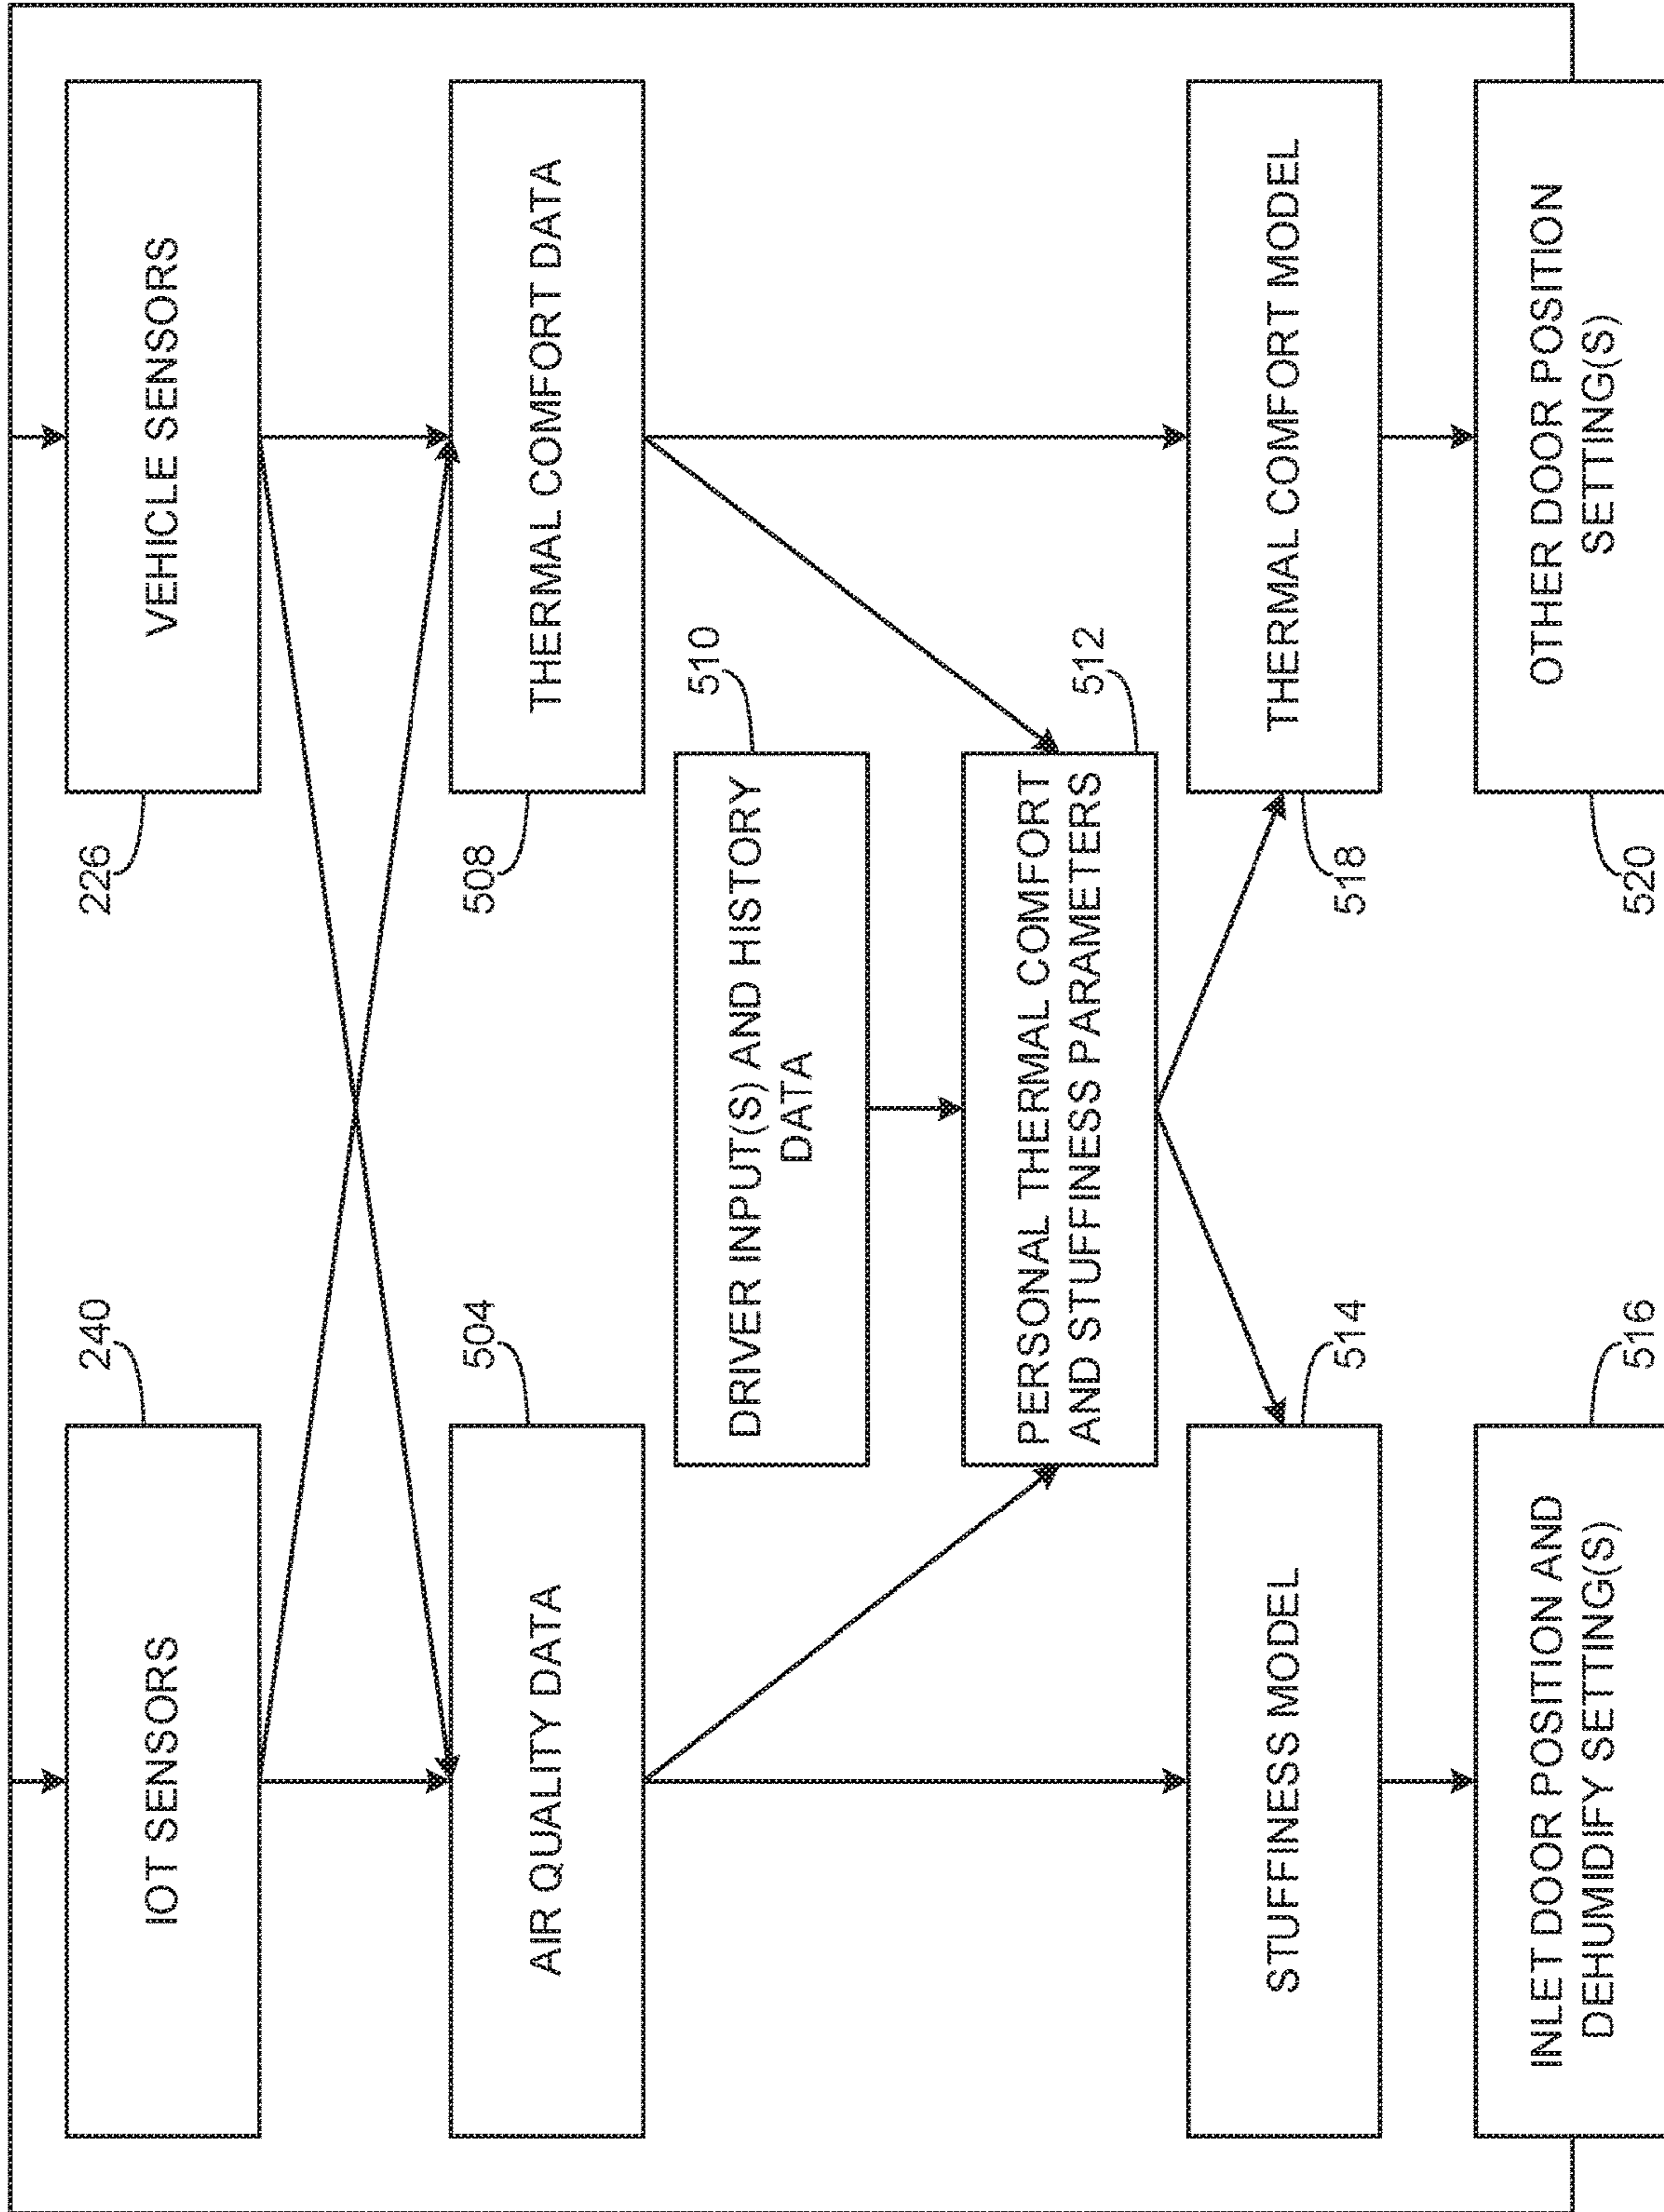 IOT SENSORS
240
VEHICLE SENSORS
226
AIR QUALITY DATA
504
THERMAL COMFORT DATA
508
DRIVER INPUT(S) AND HISTORY
DATA
510
PERSONAL THERMAL COMFORT
AND STUFFINESS PARAMETERS
512
STUFFINESS MODEL
514
THERMAL COMFORT MODEL
518
INLET DOOR POSITION AND
DEHUMIDIFY SETTING(S)
516
OTHER DOOR POSITION
SETTING(S)
520